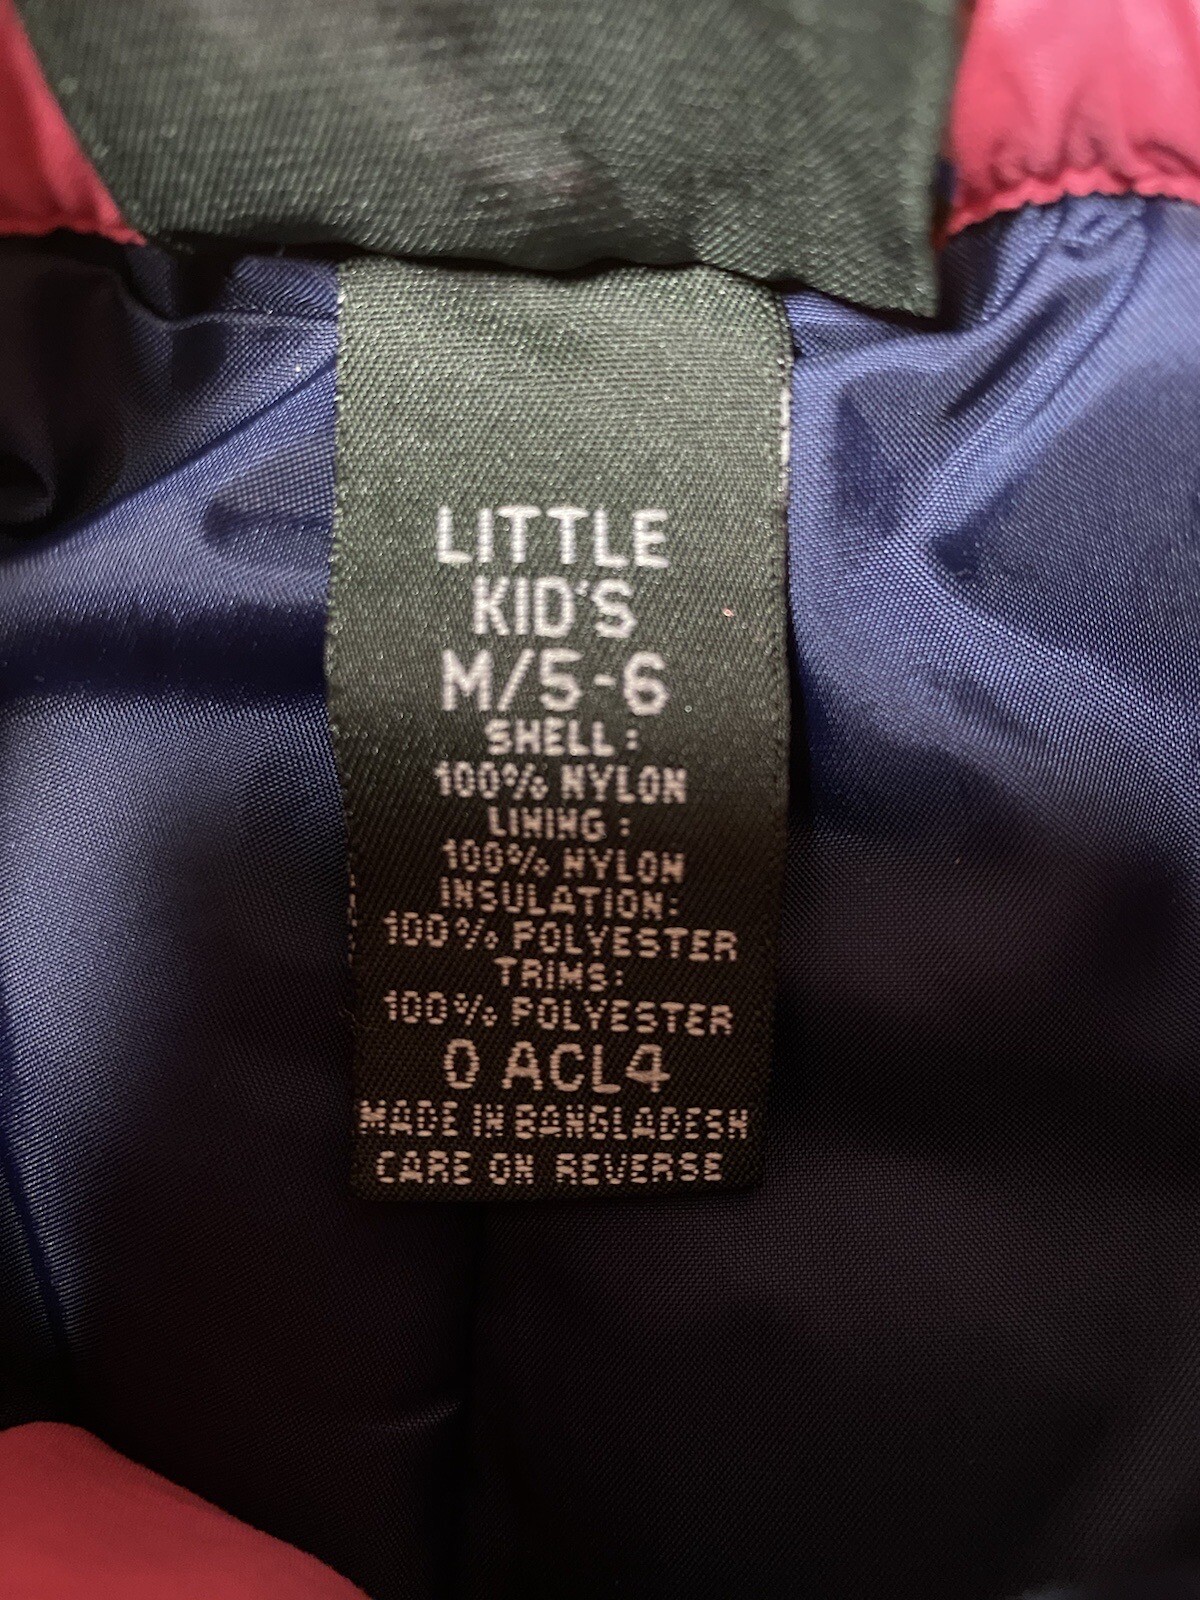 LITTLE
KID'S
M/5-6
SHELL:
100% NYLON
LINING:
100% NYLON
INSULATION:
100% POLYESTER
TRIMS:
100% POLYESTER
0 ACL4
MADE IN BANGLADESH
CARE ON REVERSE